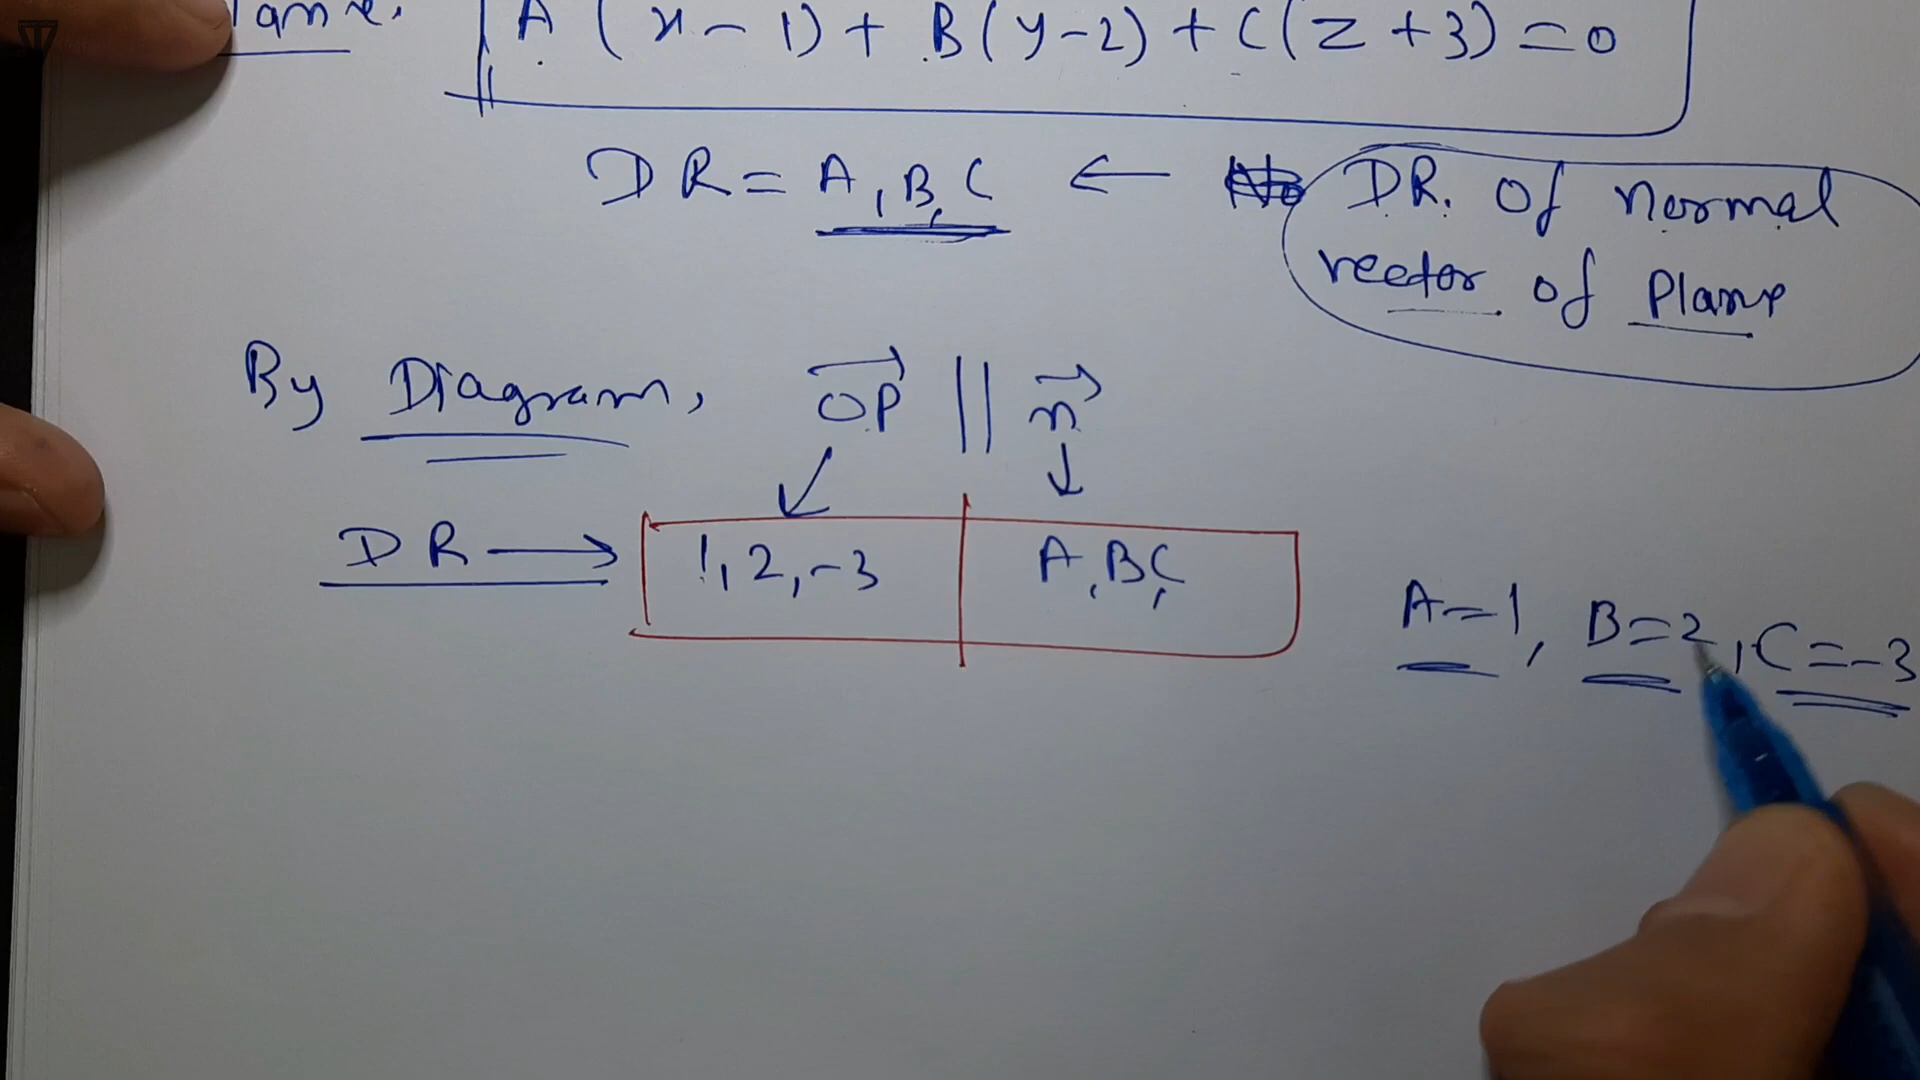 A (x-1) + B(y-2) + C(z+3) = 0
DR = A, B, C ← DR. of normal
vector of Plane
By Diagram, OP || n
DR → 1, 2, -3 A, B, C
A=1, B=2, C=-3